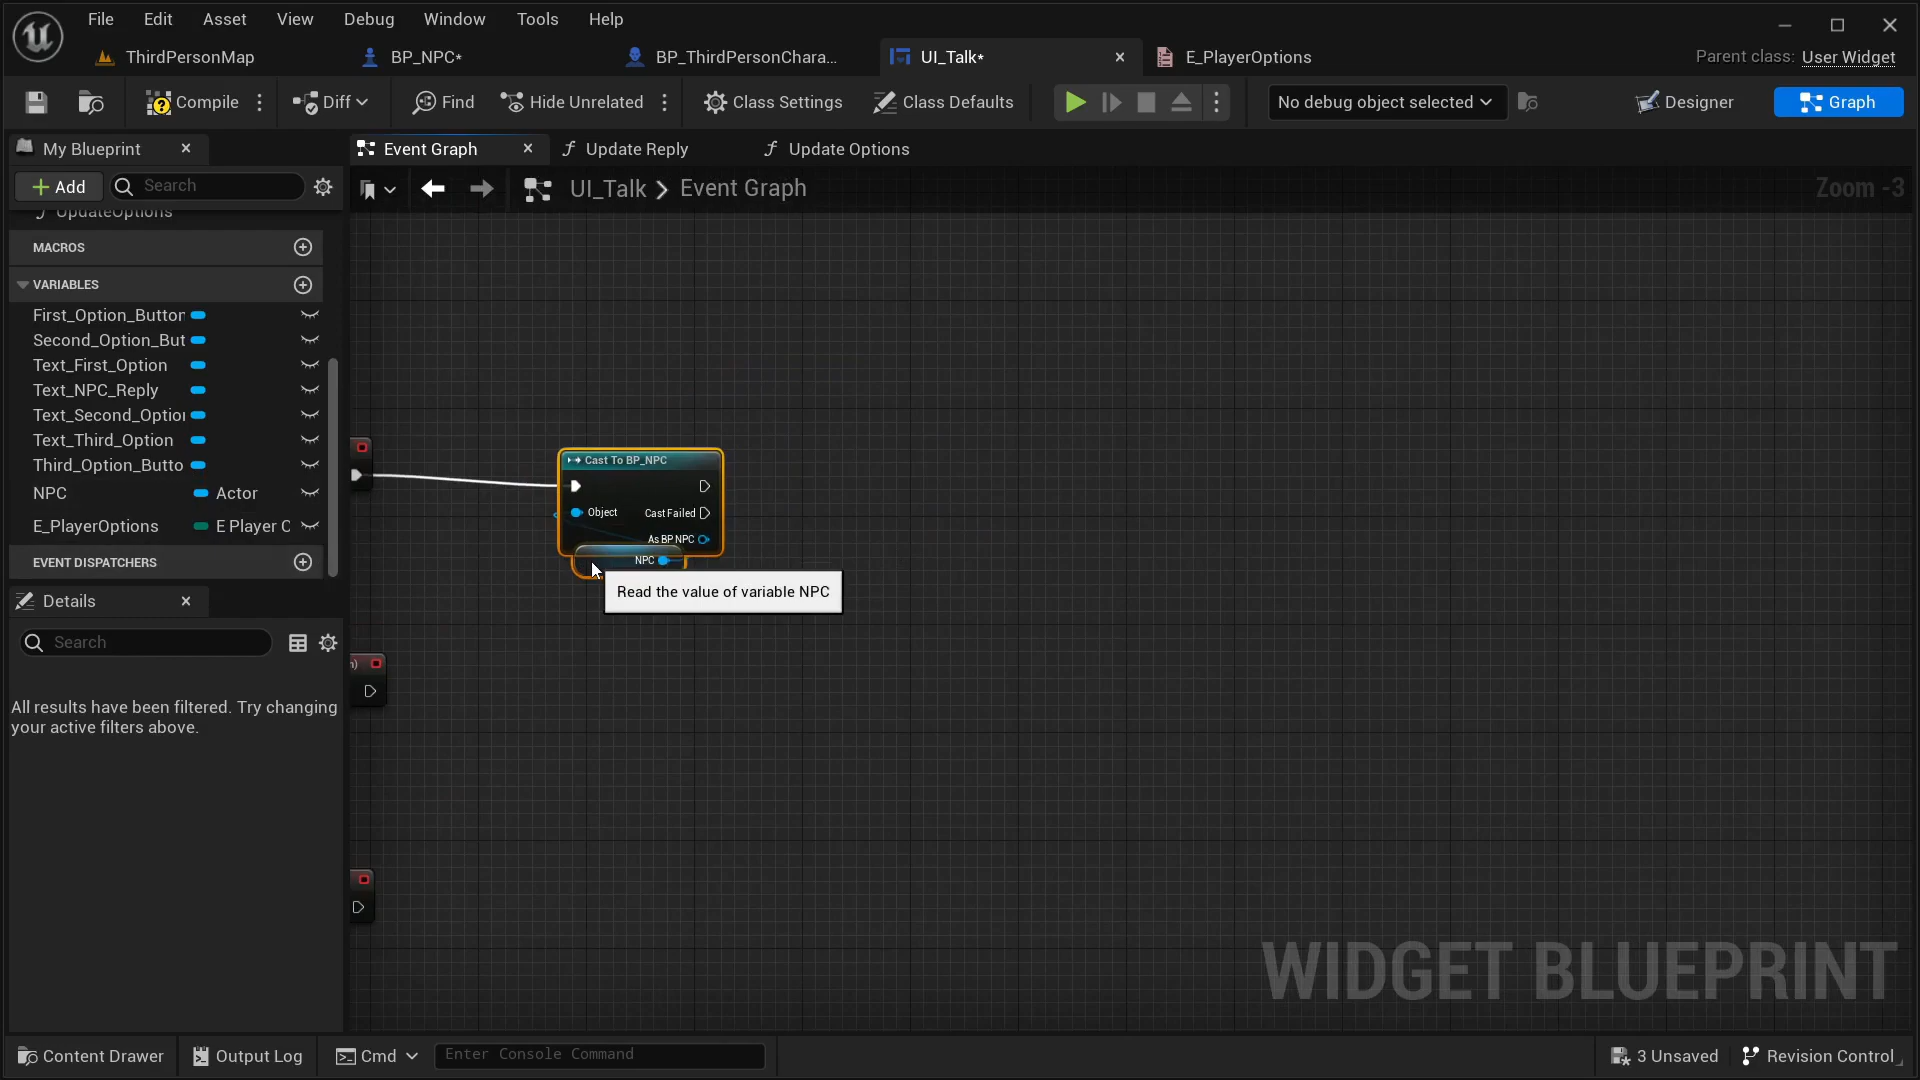 File Edit Asset View Debug Window Tools Help
ThirdPersonMap BP_NPC* BP_ThirdPersonChara... UI_Talk* E_PlayerOptions Parent class: User Widget
Compile Diff Find Hide Unrelated Class Settings Class Defaults No debug object selected Designer Graph
My Blueprint Event Graph Update Reply Update Options
Add Search UI_Talk Event Graph Zoom -3
UpdateOptions
MACROS
VARIABLES
First_Option_Button
Second_Option_But
Text_First_Option
Text_NPC_Reply
Text_Second_Option
Text_Third_Option
Third_Option_Butto
NPC Actor
E_PlayerOptions E Player O
EVENT DISPATCHERS
Cast To BP_NPC
Object Cast Failed
As BP NPC
NPC
Read the value of variable NPC
Details
Search
All results have been filtered. Try changing
your active filters above.
WIDGET BLUEPRINT
Content Drawer Output Log Cmd Enter Console Command 3 Unsaved Revision Control